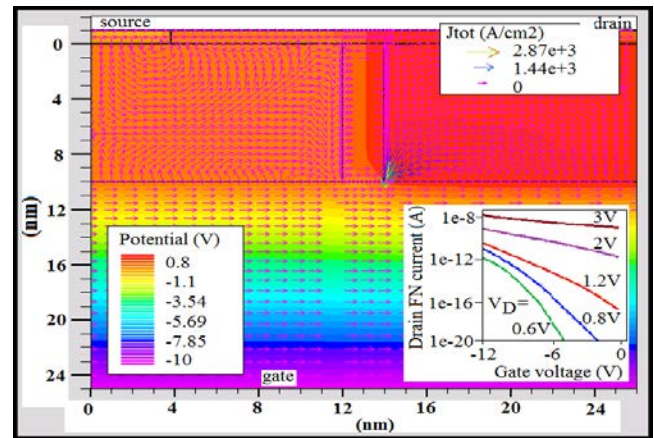 source
drain
Jtot (A/cm2)
2.87e+3
1.44e+3
0
0
4
8
12
16
20
24
(nm)
Potential (V)
0.8
-1.1
-3.54
-5.69
-7.85
-10
Drain FN current (A)
1e-8
1e-12
1e-16
1e-20
3V
2V
1.2V
0.8V
V_D=
0.6V
-12
-6
0
Gate voltage (V)
gate
0
4
8
12
16
20
24
(nm)